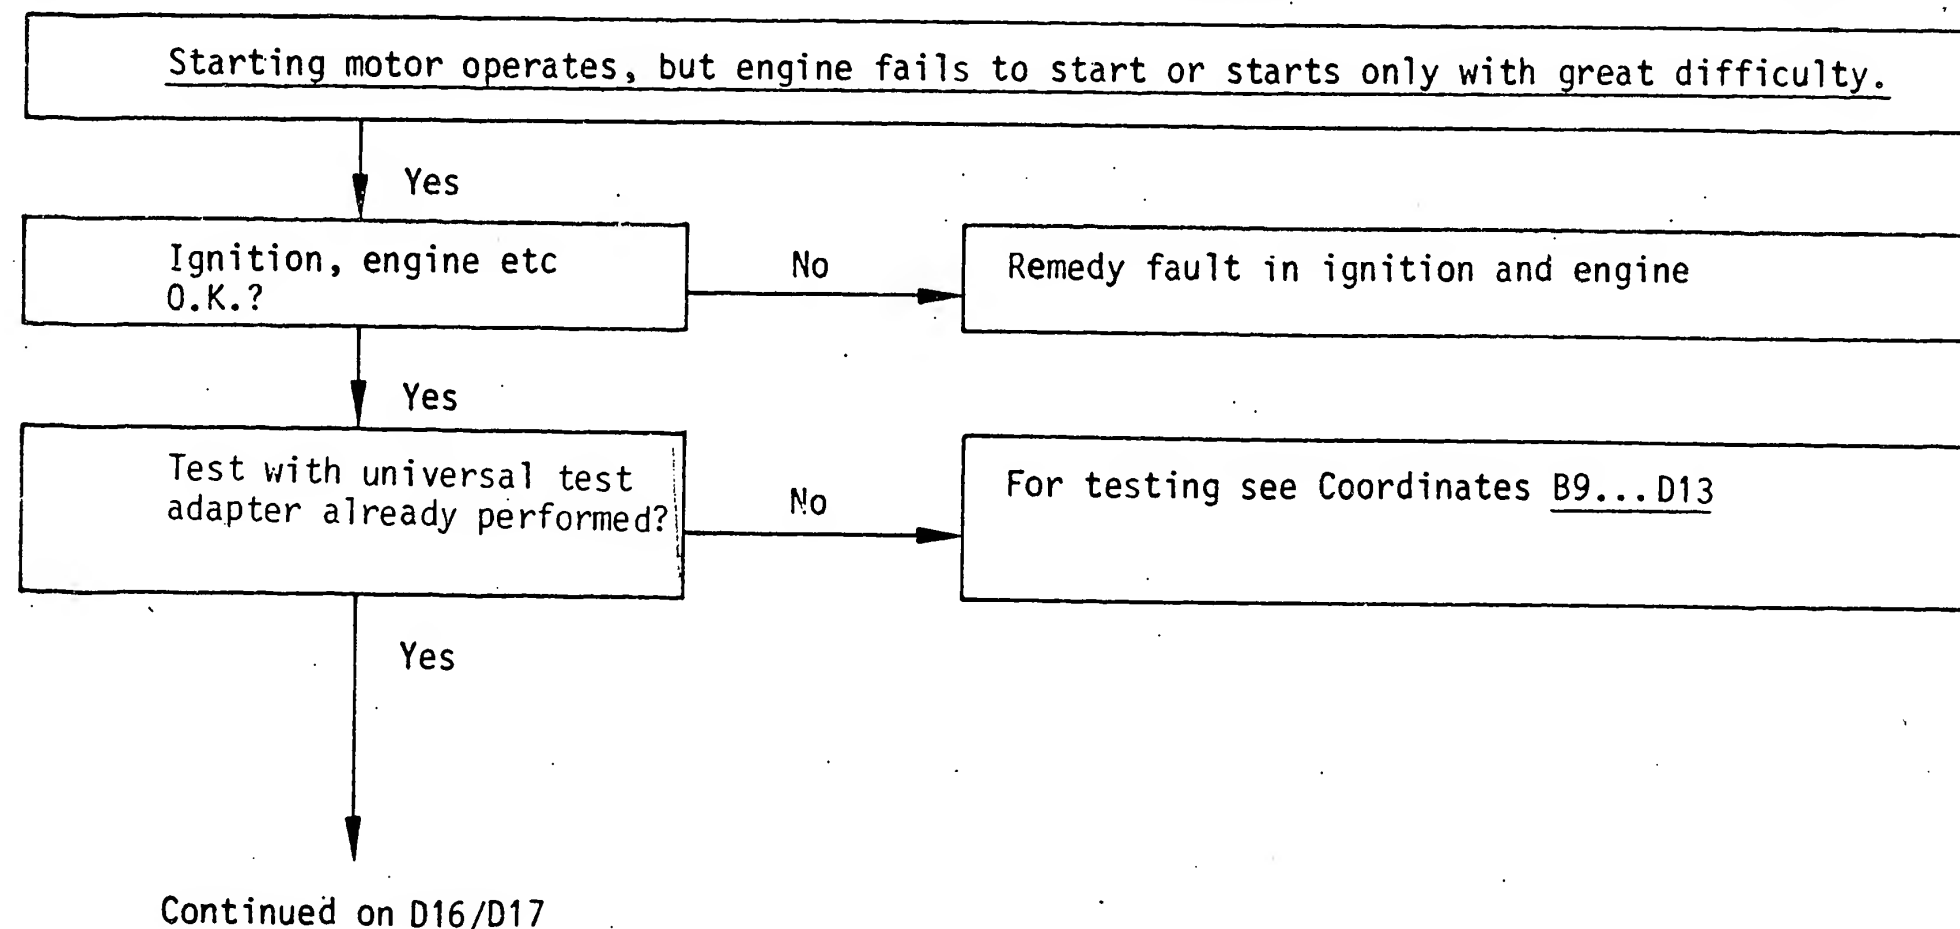 Starting motor operates, but engine fails to start or starts only with great difficulty.
Yes
Ignition, engine etc
O.K.?
No
Remedy fault in ignition and engine
Yes
Test with universal test
adapter already performed?
No
For testing see Coordinates B9...D13
Yes
Continued on D16/D17